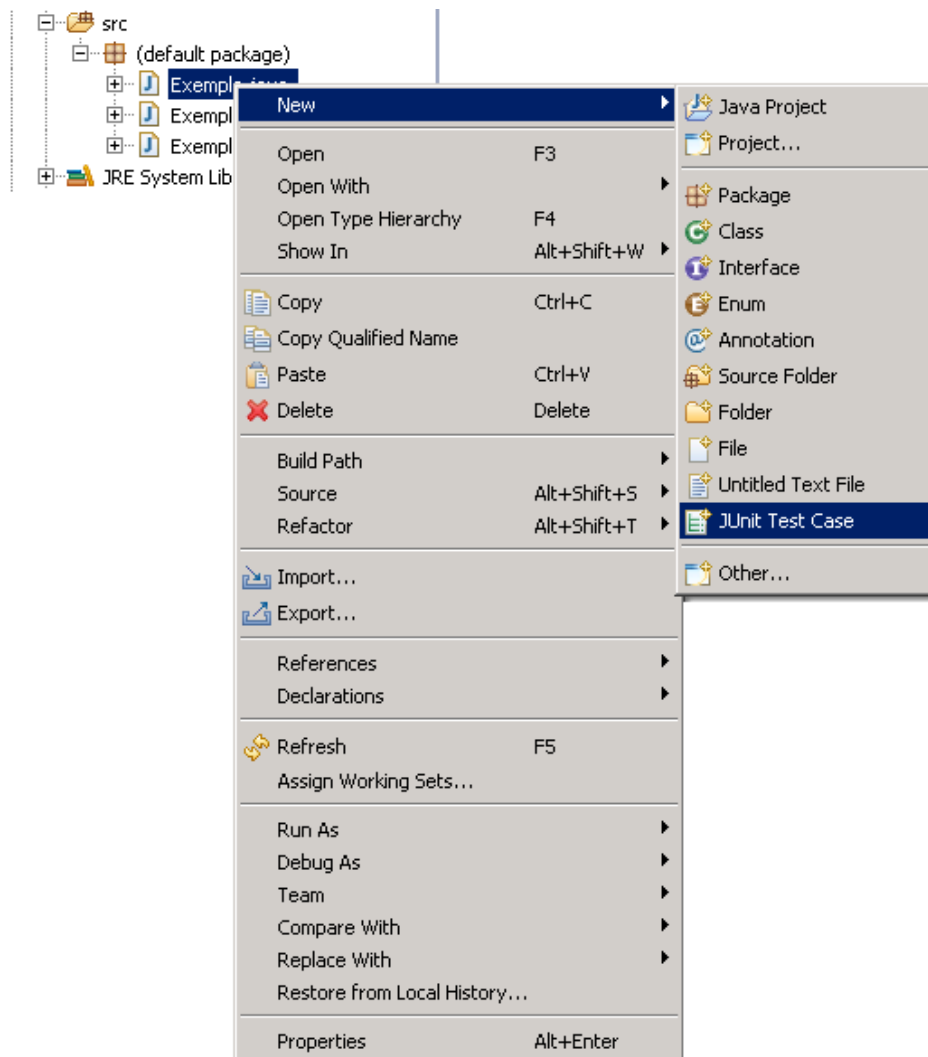 src
(default package)
Exempl
Exempl
JRE System Lib
New
Open F3
Open With
Open Type Hierarchy F4
Show In Alt+Shift+W
Copy Ctrl+C
Copy Qualified Name
Paste Ctrl+V
Delete Delete
Build Path
Source Alt+Shift+S
Refactor Alt+Shift+T
Import...
Export...
References
Declarations
Refresh F5
Assign Working Sets...
Run As
Debug As
Team
Compare With
Replace With
Restore from Local History...
Properties Alt+Enter
Java Project
Project...
Package
Class
Interface
Enum
Annotation
Source Folder
Folder
File
Untitled Text File
JUnit Test Case
Other...